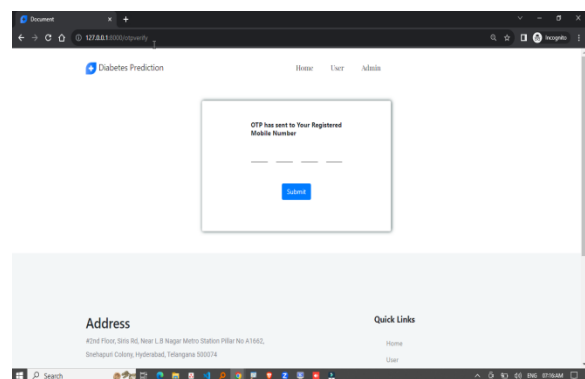 Document
127.0.0.1:8000/otpverify
Incognito
Diabetes Prediction
Home User Admin
OTP has sent to Your Registered
Mobile Number
Submit
Address
#2nd Floor, Sins Rd, Near L.B Nagar Metro Station Pillar No A1662,
Snehapuri Colony, Hyderabad, Telangana 500074
Quick Links
Home
User
Search
ENG 07:16AM